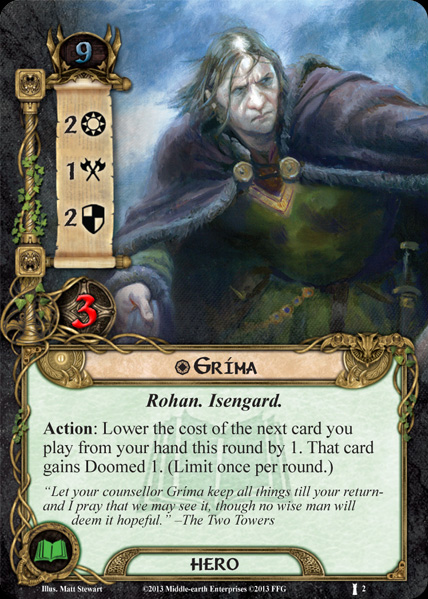 9
2
1
2
3
Gríma
Rohan. Isengard.
Action: Lower the cost of the next card you
play from your hand this round by 1. That card
gains Doomed 1. (Limit once per round.)
“Let your counsellor Gríma keep all things till your return-
and I pray that we may see it, though no wise man will
deem it hopeful.” –The Two Towers
HERO
Illus. Matt Stewart ©2013 Middle-earth Enterprises ©2013 FFG 2